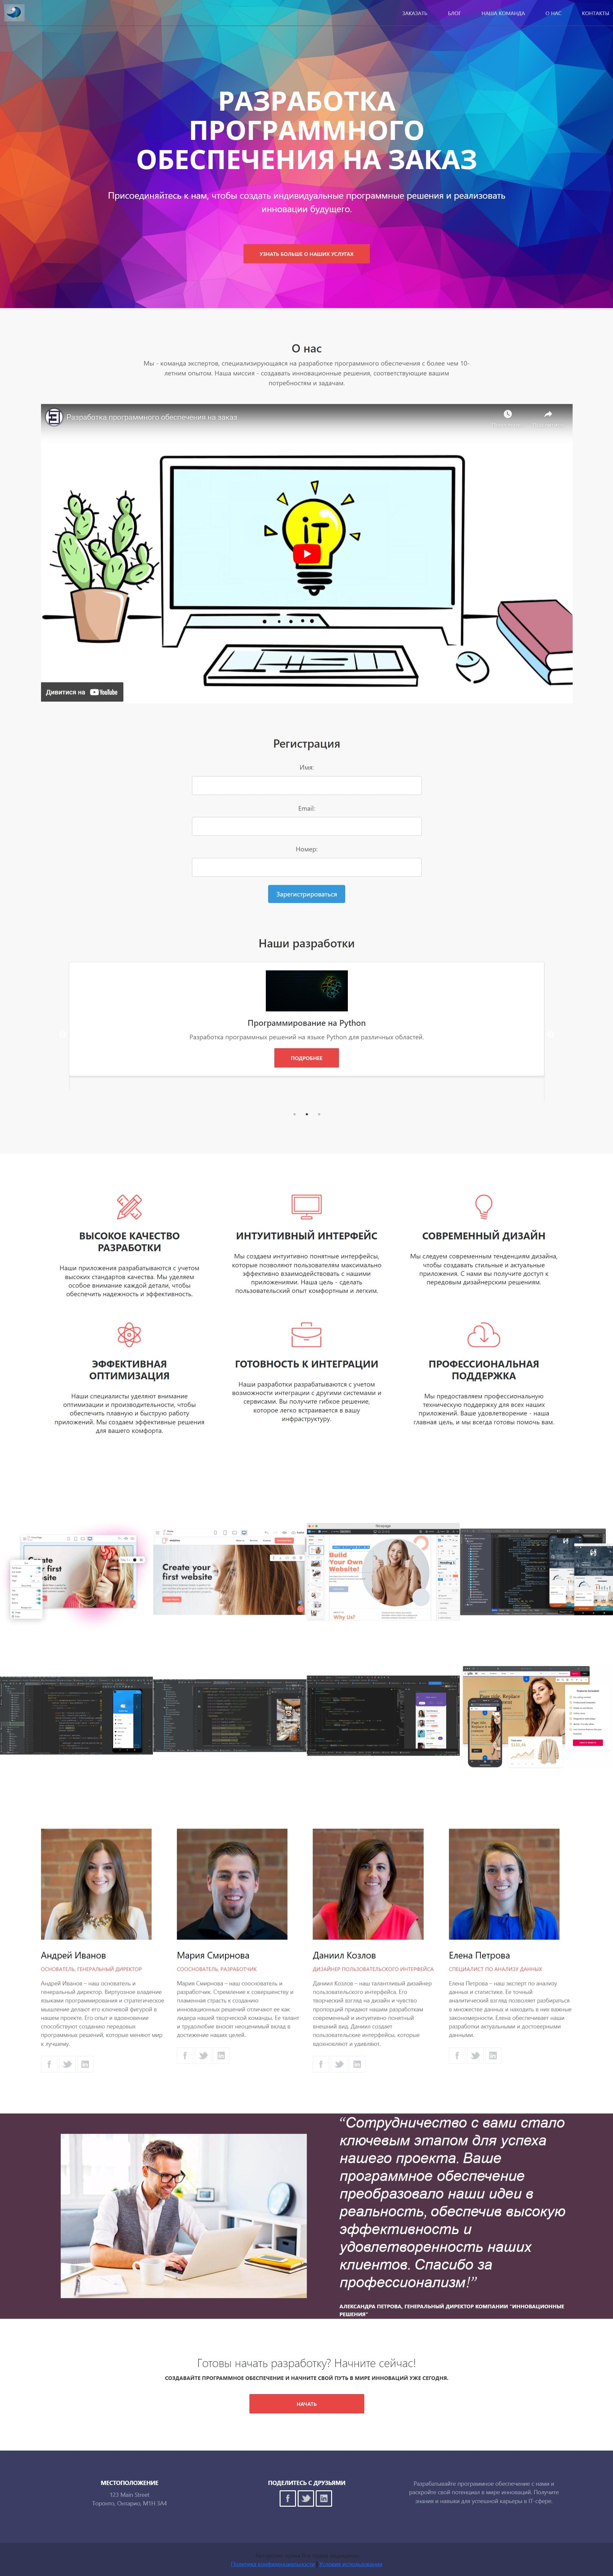 ЗАКАЗАТЬ БЛОГ НАША КОМАНДА О НАС КОНТАКТЫ
РАЗРАБОТКА
ПРОГРАММНОГО
ОБЕСПЕЧЕНИЯ НА ЗАКАЗ
Присоединяйтесь к нам, чтобы создать индивидуальные программные решения и реализовать
инновации будущего.
УЗНАТЬ БОЛЬШЕ О НАШИХ УСЛУГАХ
О нас
Мы - команда экспертов, специализирующаяся на разработке программного обеспечения с более чем 10-
летним опытом. Наша миссия - создавать инновационные решения, соответствующие вашим
потребностям и задачам.
Разработка программного обеспечения на заказ
iT
Дивитися на YouTube
Регистрация
Имя:
Email:
Номер:
Зарегистрироваться
Наши разработки
Программирование на Python
Разработка программных решений на языке Python для различных областей.
ПОДРОБНЕЕ
ВЫСОКОЕ КАЧЕСТВО
РАЗРАБОТКИ
Наши приложения разрабатываются с учетом
высоких стандартов качества. Мы уделяем
особое внимание каждой детали, чтобы
обеспечить надежность и эффективность.
ИНТУИТИВНЫЙ ИНТЕРФЕЙС
Мы создаем интуитивно понятные интерфейсы,
которые позволяют пользователям максимально
эффективно взаимодействовать с нашими
приложениями. Наша цель - сделать
пользовательский опыт комфортным и легким.
СОВРЕМЕННЫЙ ДИЗАЙН
Мы следуем современным тенденциям дизайна,
чтобы создавать стильные и актуальные
приложения. С нами вы получите доступ к
передовым дизайнерским решениям.
ЭФФЕКТИВНАЯ
ОПТИМИЗАЦИЯ
Наши специалисты уделяют внимание
оптимизации и производительности, чтобы
обеспечить плавную и быструю работу
приложений. Мы создаем эффективные решения
для вашего комфорта.
ГОТОВНОСТЬ К ИНТЕГРАЦИИ
Наши разработки разрабатываются с учетом
возможности интеграции с другими системами и
сервисами. Вы получите гибкое решение,
которое легко встраивается в вашу
инфраструктуру.
ПРОФЕССИОНАЛЬНАЯ
ПОДДЕРЖКА
Мы предоставляем профессиональную
техническую поддержку для всех наших
приложений. Ваше удовлетворение - наша
главная цель, и мы всегда готовы помочь вам.
Create your
first website
Build
Your Own
Website!
Why Us?
Андрей Иванов
ОСНОВАТЕЛЬ, ГЕНЕРАЛЬНЫЙ ДИРЕКТОР
Андрей Иванов – наш основатель и
генеральный директор. Виртуозное владение
языками программирования и стратегическое
мышление делают его ключевой фигурой в
нашем проекте. Его опыт и вдохновение
способствуют созданию передовых
программных решений, которые меняют мир
к лучшему.
Мария Смирнова
СООСНОВАТЕЛЬ, РАЗРАБОТЧИК
Мария Смирнова – наш сооснователь и
разработчик. Стремление к совершенству и
пламенная страсть к созданию
инновационных решений отличают ее как
лидера нашей творческой команды. Ее талант
и трудолюбие вносят неоценимый вклад в
достижение наших целей.
Даниил Козлов
ДИЗАЙНЕР ПОЛЬЗОВАТЕЛЬСКОГО ИНТЕРФЕЙСА
Даниил Козлов – наш талантливый дизайнер
пользовательского интерфейса. Его
творческий взгляд на дизайн и чувство
пропорций придают нашим разработкам
современный и интуитивно понятный
внешний вид. Даниил создает
пользовательские интерфейсы, которые
вдохновляют и удивляют.
Елена Петрова
СПЕЦИАЛИСТ ПО АНАЛИЗУ ДАННЫХ
Елена Петрова – наш эксперт по анализу
данных и статистике. Ее точный
аналитический взгляд позволяет разбираться
в множестве данных и находить в них важные
закономерности. Елена обеспечивает наши
разработки актуальными и достоверными
данными.
“Сотрудничество с вами стало
ключевым этапом для успеха
нашего проекта. Ваше
программное обеспечение
преобразовало наши идеи в
реальность, обеспечив высокую
эффективность и
удовлетворенность наших
клиентов. Спасибо за
профессионализм!”
АЛЕКСАНДРА ПЕТРОВА, ГЕНЕРАЛЬНЫЙ ДИРЕКТОР КОМПАНИИ "ИННОВАЦИОННЫЕ
РЕШЕНИЯ"
Готовы начать разработку? Начните сейчас!
СОЗДАВАЙТЕ ПРОГРАММНОЕ ОБЕСПЕЧЕНИЕ И НАЧНИТЕ СВОЙ ПУТЬ В МИРЕ ИННОВАЦИЙ УЖЕ СЕГОДНЯ.
НАЧАТЬ
МЕСТОПОЛОЖЕНИЕ
123 Main Street
Торонто, Онтарио, M1H 3A4
ПОДЕЛИТЕСЬ С ДРУЗЬЯМИ
Разрабатывайте программное обеспечение с нами и
раскройте свой потенциал в мире инноваций. Получите
знания и навыки для успешной карьеры в IT-сфере.
Политика конфиденциальности Условия использования